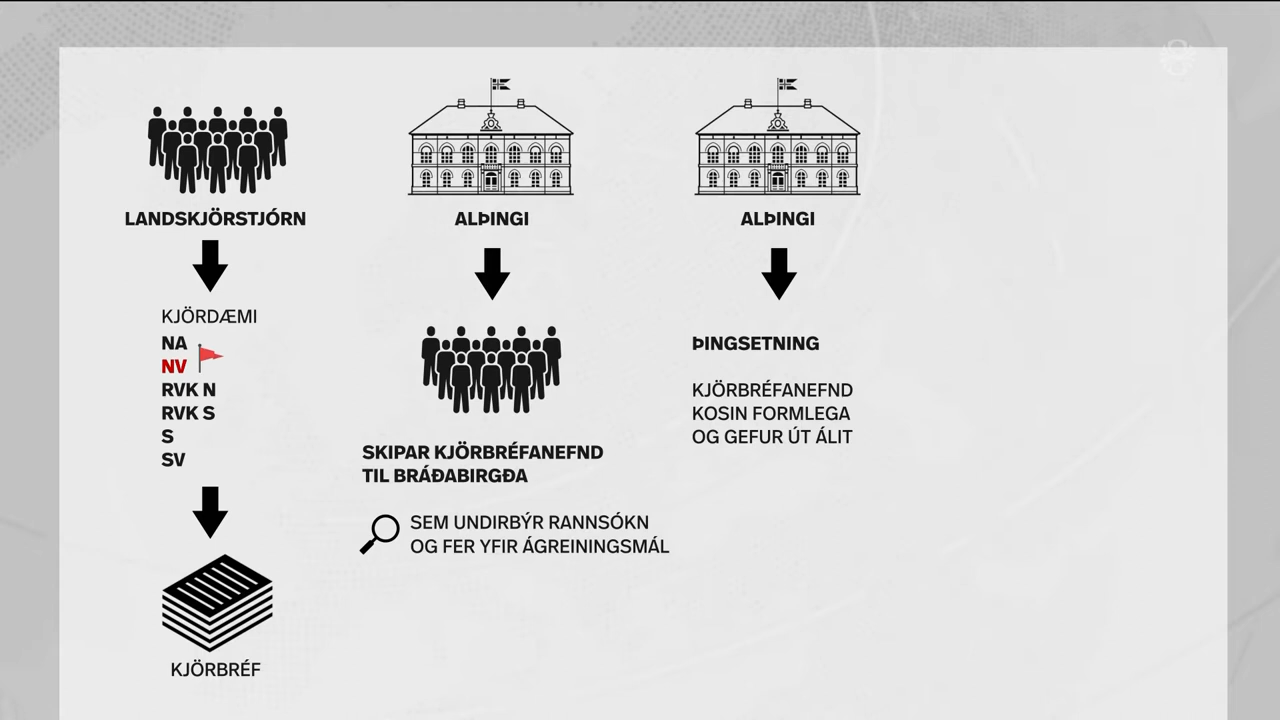 LANDSKJÖRSTJÓRN
KJÖRDÆMI
NA
NV
RVK N
RVK S
S
SV
KJÖRBRÉF
ALÞINGI
SKIPAR KJÖRBRÉFANEFND
TIL BRÁÐABIRGÐA
SEM UNDIRBÝR RANNSÓKN
OG FER YFIR ÁGREININGSMÁL
ALÞINGI
ÞINGSETNING
KJÖRBRÉFANEFND
KOSIN FORMLEGA
OG GEFUR ÚT ÁLIT